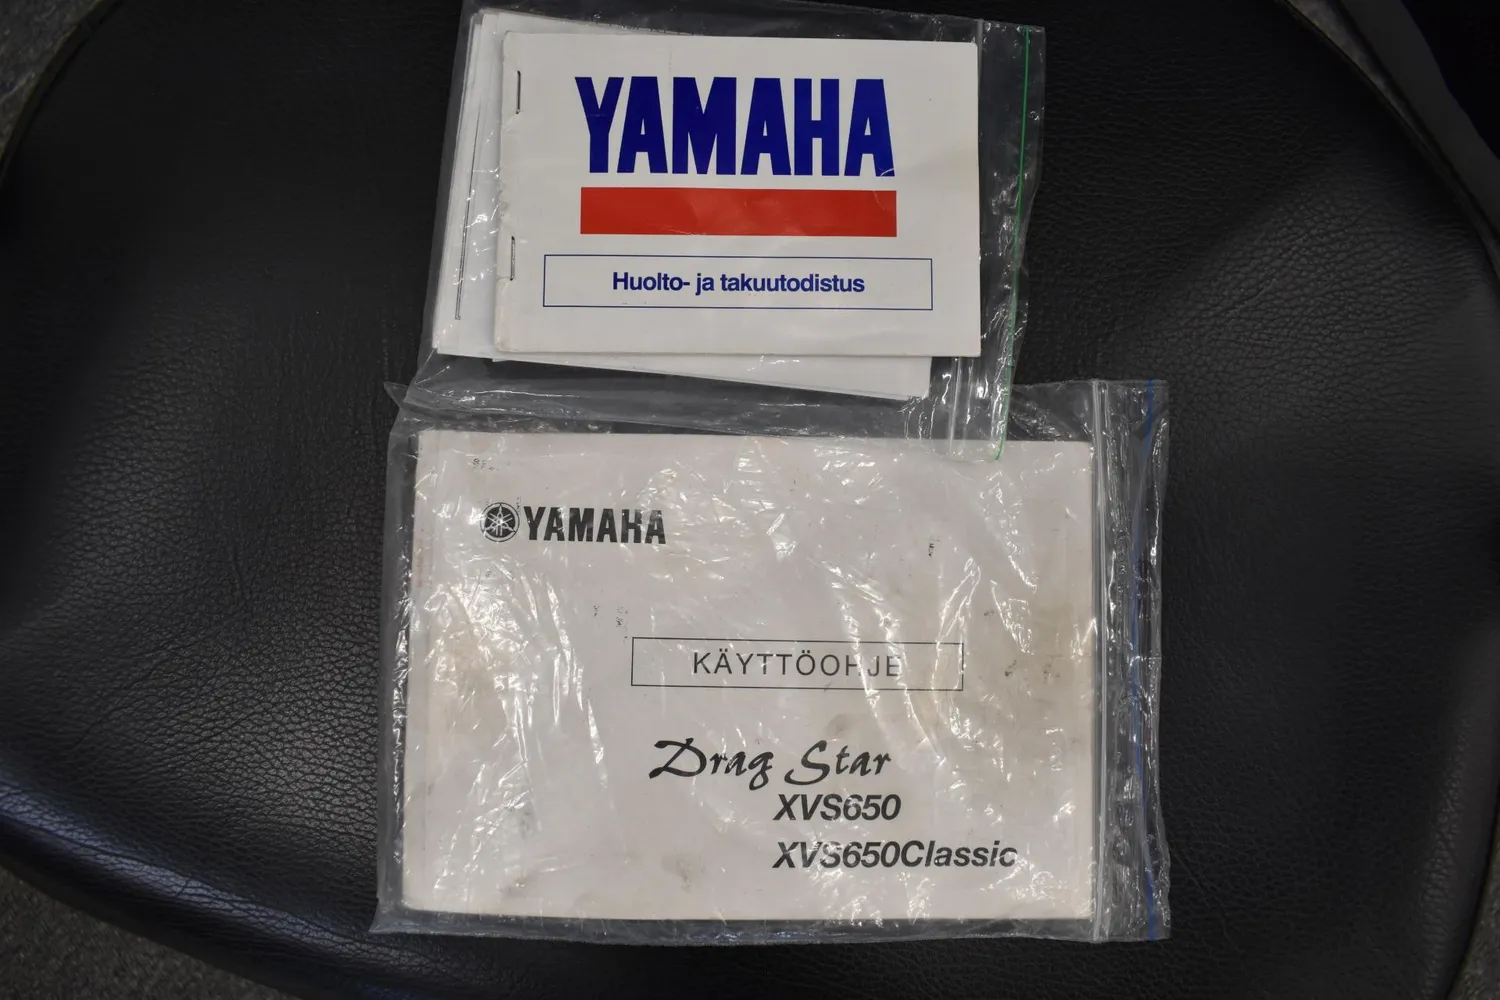 YAMAHA
Huolto- ja takuutodistus
YAMAHA
KÄYTTÖOHJE
Drag Star
XVS650
XVS650Classic